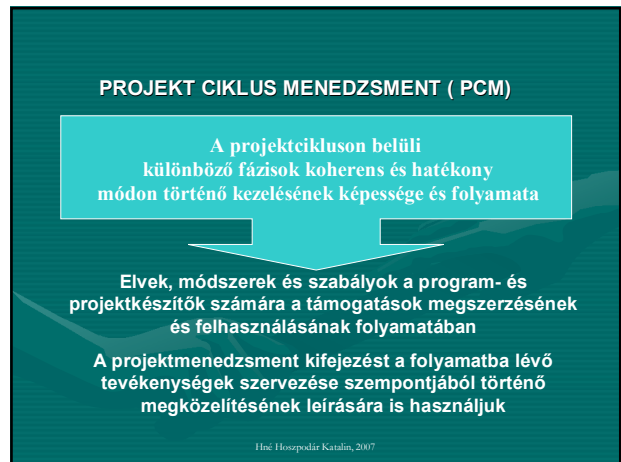 PROJEKT CIKLUS MENEDZSMENT ( PCM)
A projektcikluson belüli
különböző fázisok koherens és hatékony
módon történő kezelésének képessége és folyamata
Elvek, módszerek és szabályok a program- és
projektkészítők számára a támogatások megszerzésének
és felhasználásának folyamatában
A projektmenedzsment kifejezést a folyamatba lévő
tevékenységek szervezése szempontjából történő
megközelítésének leírására is használjuk
Hné Hoszpodár Katalin, 2007